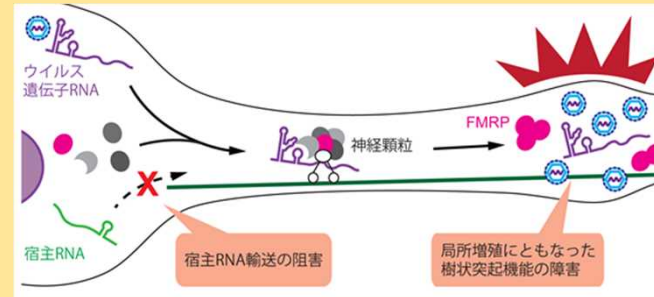 ウイルス
遺伝子RNA
FMRP
神経顆粒
X
宿主RNA
宿主RNA輸送の阻害
局所増殖にともなった
樹状突起機能の障害